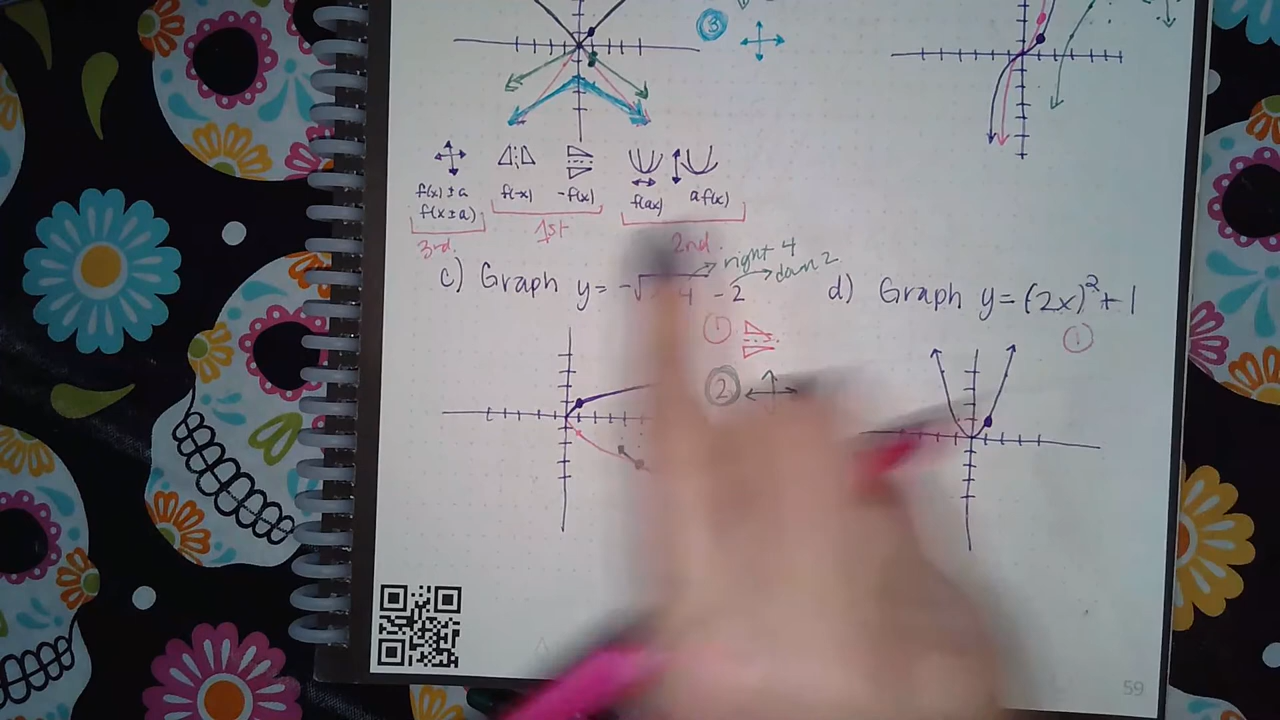 ③
f(x) ± a f(-x) -f(x) f(ax) a f(x)
f(x ± a)
3rd. 1st 2nd.
right 4
down 2
c) Graph y = -√ 4 - 2
①
②
d) Graph y = (2x)² + 1
①
59